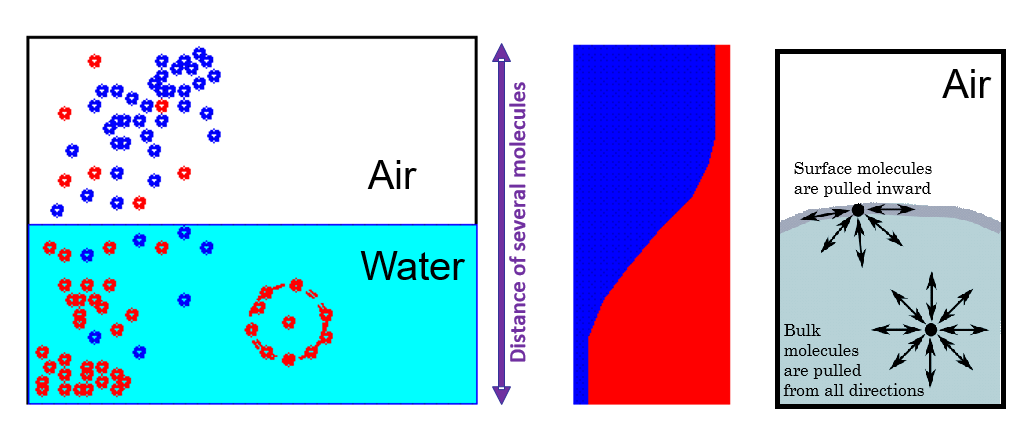 Air
Water
Distance of several molecules
Air
Surface molecules
are pulled inward
Bulk
molecules
are pulled
from all directions